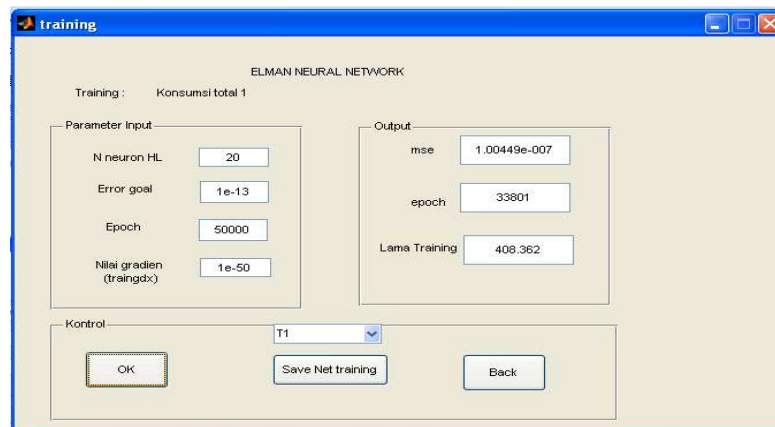 training
ELMAN NEURAL NETWORK
Training : Konsumsi total 1
Parameter Input
N neuron HL 20
Error goal 1e-13
Epoch 50000
Nilai gradien
(traingdx) 1e-50
Output
mse 1.00449e-007
epoch 33801
Lama Training 408.362
Kontrol
T1
OK
Save Net training
Back